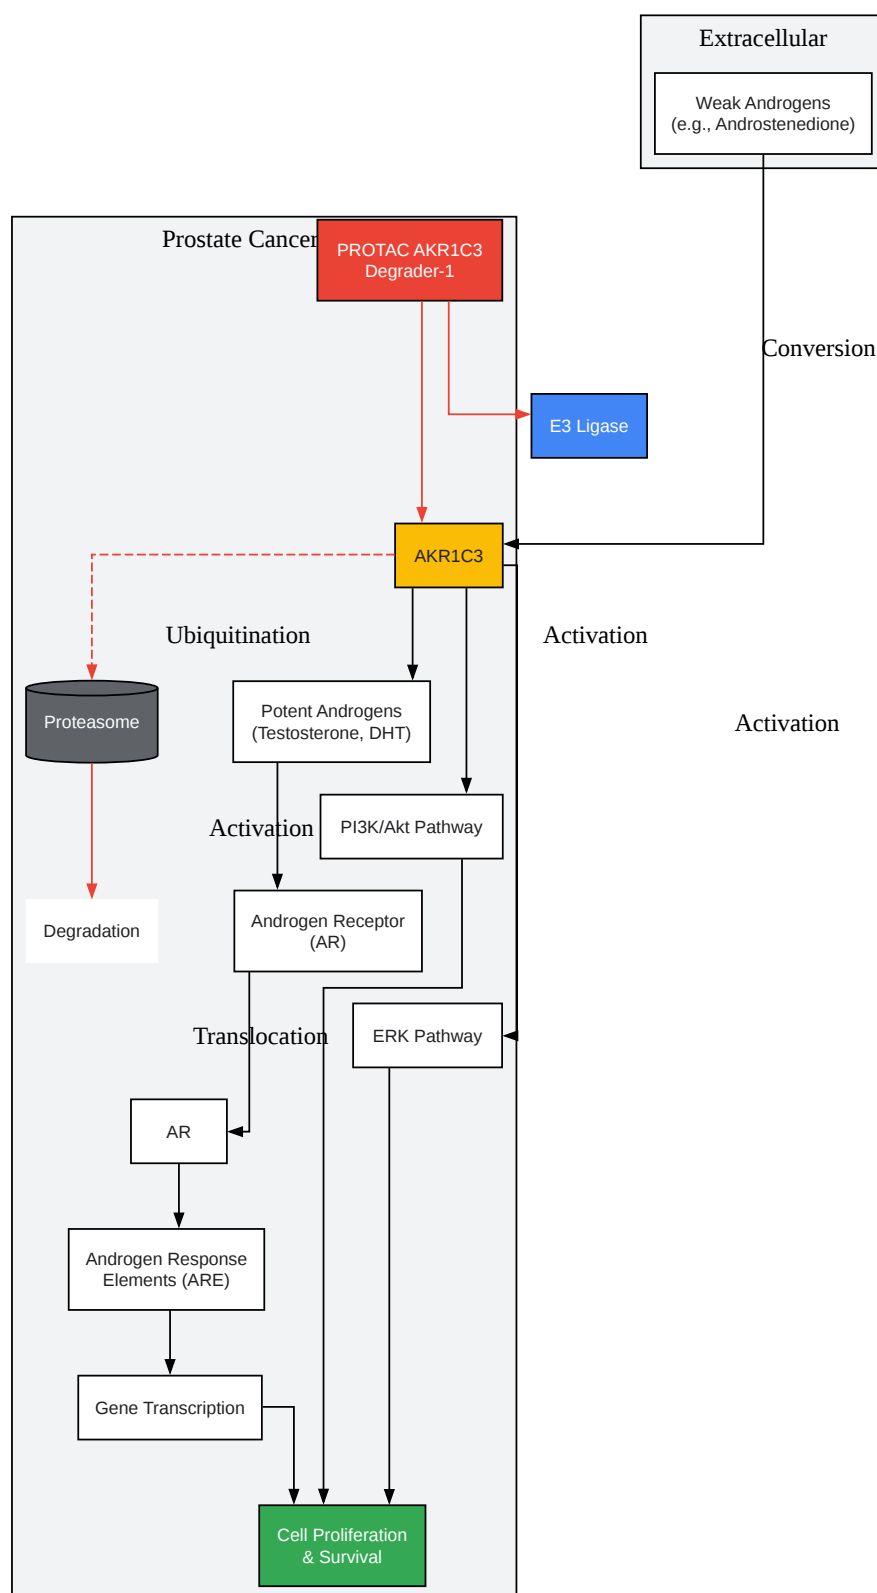 Extracellular
Weak Androgens
(e.g., Androstenedione)
Prostate Cancer
PROTAC AKR1C3
Degrader-1
Conversion
E3 Ligase
AKR1C3
Ubiquitination
Activation
Proteasome
Potent Androgens
(Testosterone, DHT)
Activation
Activation
PI3K/Akt Pathway
Degradation
Androgen Receptor
(AR)
Translocation
ERK Pathway
AR
Androgen Response
Elements (ARE)
Gene Transcription
Cell Proliferation
& Survival